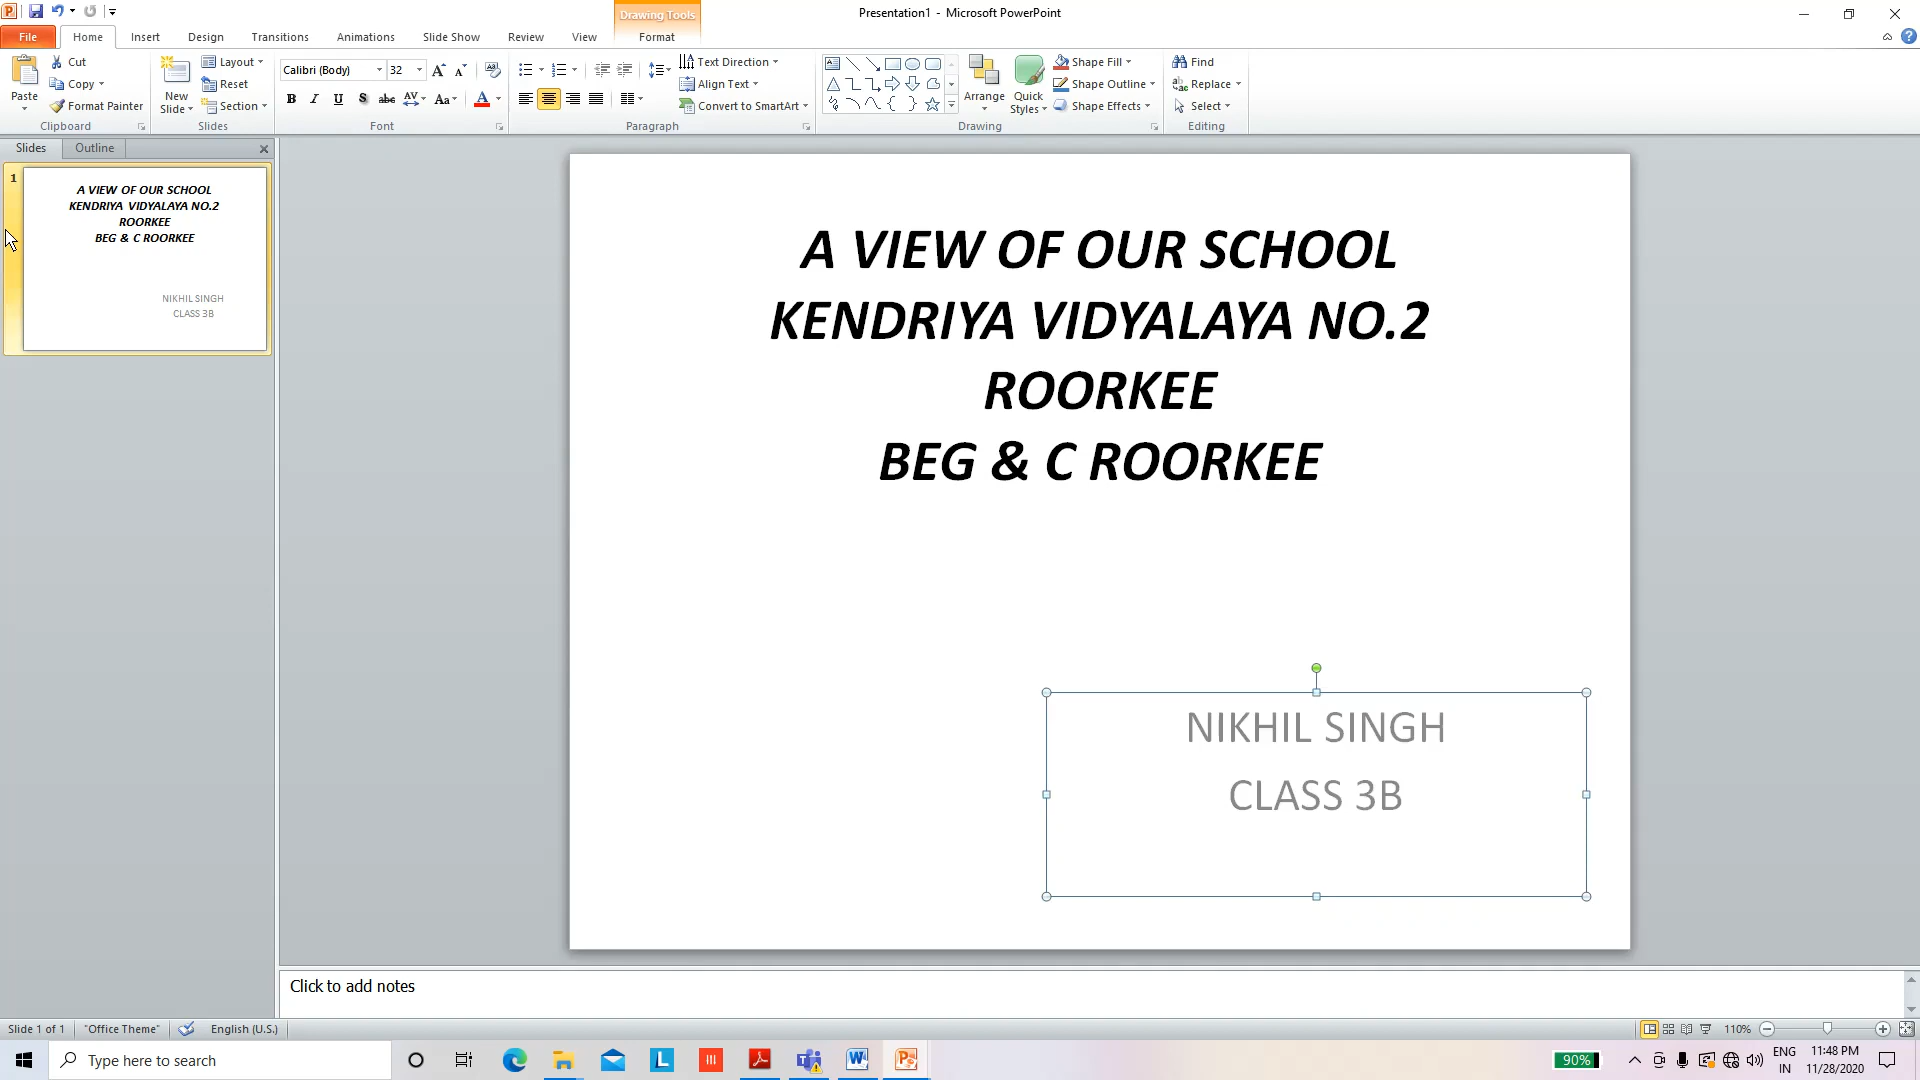 Drawing Tools
Presentation1 - Microsoft PowerPoint
File Home Insert Design Transitions Animations Slide Show Review View Format
Paste
Cut
Copy
Format Painter
Clipboard
New Slide
Layout
Reset
Section
Slides
Calibri (Body) 32
B I U S abc AV Aa A
Font
Text Direction
Align Text
Convert to SmartArt
Paragraph
Arrange
Quick Styles
Shape Fill
Shape Outline
Shape Effects
Drawing
Find
Replace
Select
Editing
Slides Outline
1
A VIEW OF OUR SCHOOL
KENDRIYA VIDYALAYA NO.2
ROORKEE
BEG & C ROORKEE
NIKHIL SINGH
CLASS 3B
A VIEW OF OUR SCHOOL
KENDRIYA VIDYALAYA NO.2
ROORKEE
BEG & C ROORKEE
NIKHIL SINGH
CLASS 3B
Click to add notes
Slide 1 of 1 "Office Theme" English (U.S.) 110%
Type here to search
90%
ENG
IN
11:48 PM
11/28/2020